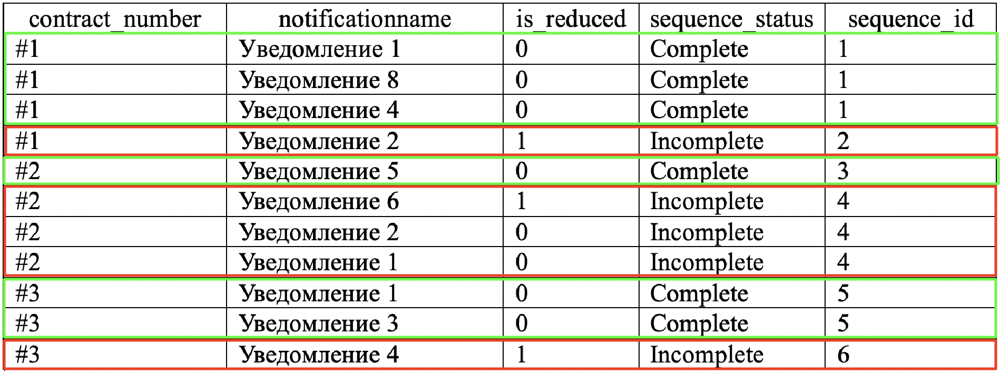 contract_number notificationname is_reduced sequence_status sequence_id
#1 Уведомление 1 0 Complete 1
#1 Уведомление 8 0 Complete 1
#1 Уведомление 4 0 Complete 1
#1 Уведомление 2 1 Incomplete 2
#2 Уведомление 5 0 Complete 3
#2 Уведомление 6 1 Incomplete 4
#2 Уведомление 2 0 Incomplete 4
#2 Уведомление 1 0 Incomplete 4
#3 Уведомление 1 0 Complete 5
#3 Уведомление 3 0 Complete 5
#3 Уведомление 4 1 Incomplete 6